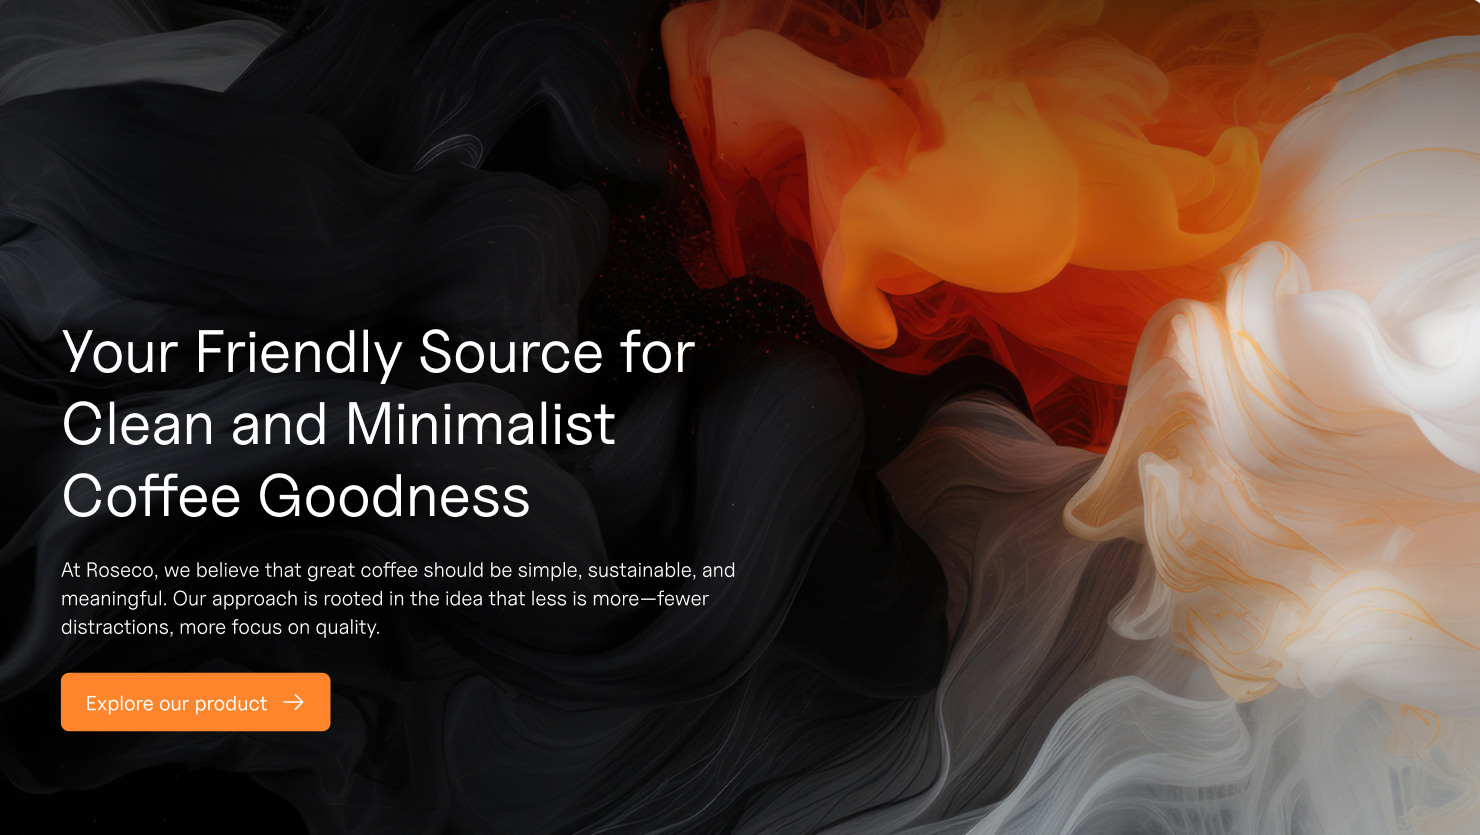 Your Friendly Source for
Clean and Minimalist
Coffee Goodness
At Roseco, we believe that great coffee should be simple, sustainable, and
meaningful. Our approach is rooted in the idea that less is more—fewer
distractions, more focus on quality.
Explore our product →